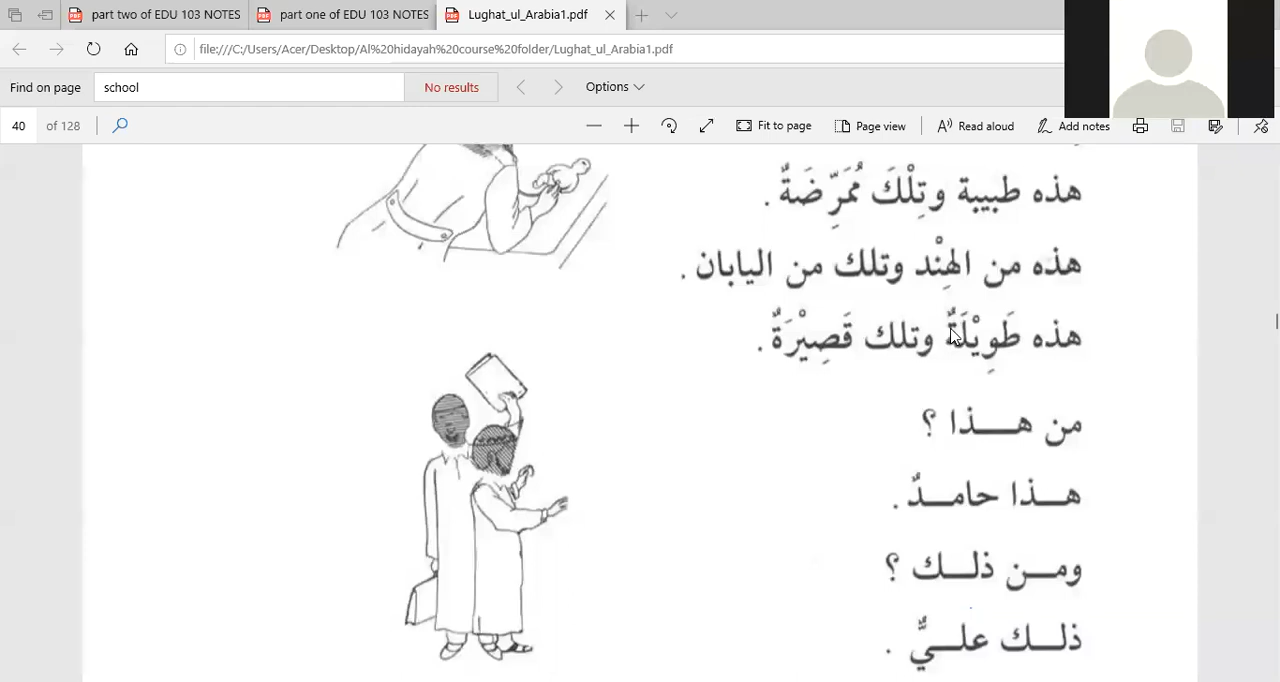 part two of EDU 103 NOTES
part one of EDU 103 NOTES
Lughat_ul_Arabia1.pdf
file:///C:/Users/Acer/Desktop/Al%20hidayah%20course%20folder/Lughat_ul_Arabia1.pdf
Find on page
school
No results
Options
40
of 128
Fit to page
Page view
Read aloud
Add notes
هذه طبيبة وتِلْكَ مُمَرِّضَةٌ .
هذه من الهِنْد وتلك من اليابان .
هذه طَوِيْلَةٌ وتلك قَصِيْرَةٌ .
من هـــذا ؟
هـــذا حامـــدٌ .
ومـــن ذلـــك ؟
ذلـــك علـــيٌّ .